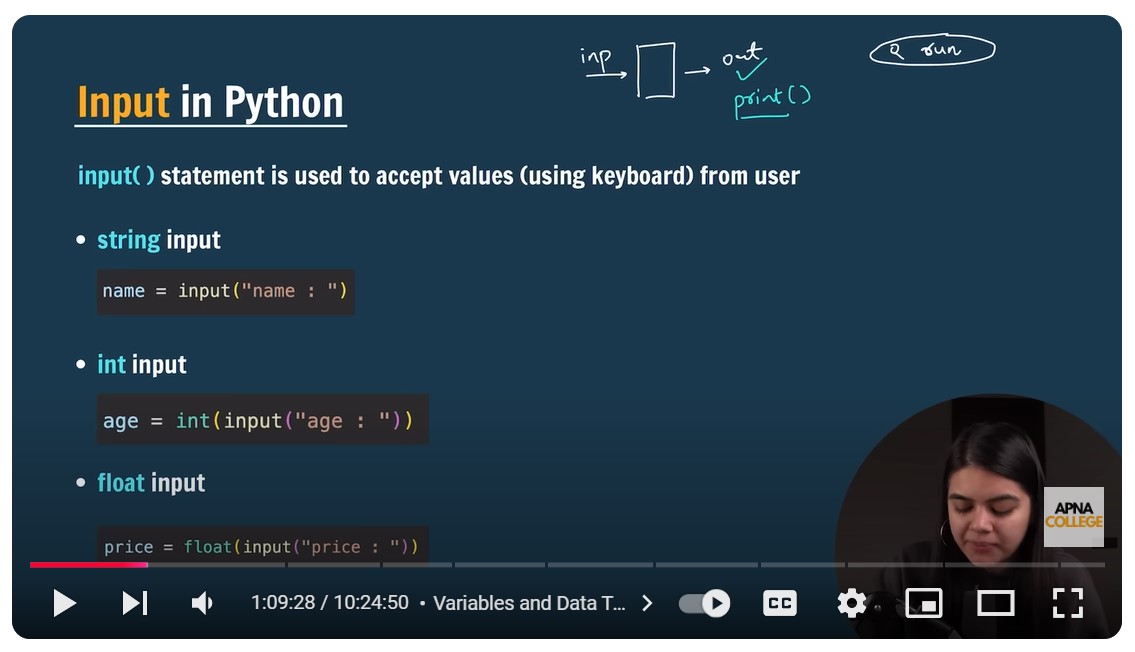 inp
out
print()
Q run
Input in Python
input( ) statement is used to accept values (using keyboard) from user
• string input
name = input("name : ")
• int input
age = int(input("age : "))
• float input
price = float(input("price : "))
APNA
COLLEGE
1:09:28 / 10:24:50 • Variables and Data T...
CC